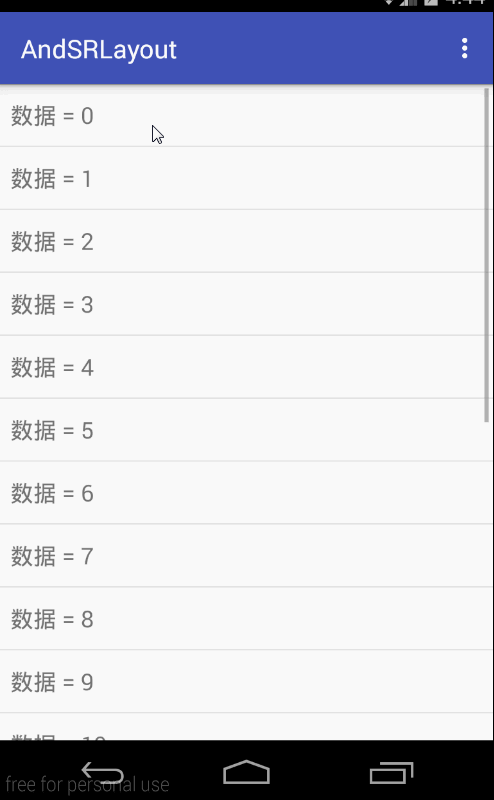 AndSRLayout
数据 = 0
数据 = 1
数据 = 2
数据 = 3
数据 = 4
数据 = 5
数据 = 6
数据 = 7
数据 = 8
数据 = 9
free for personal use